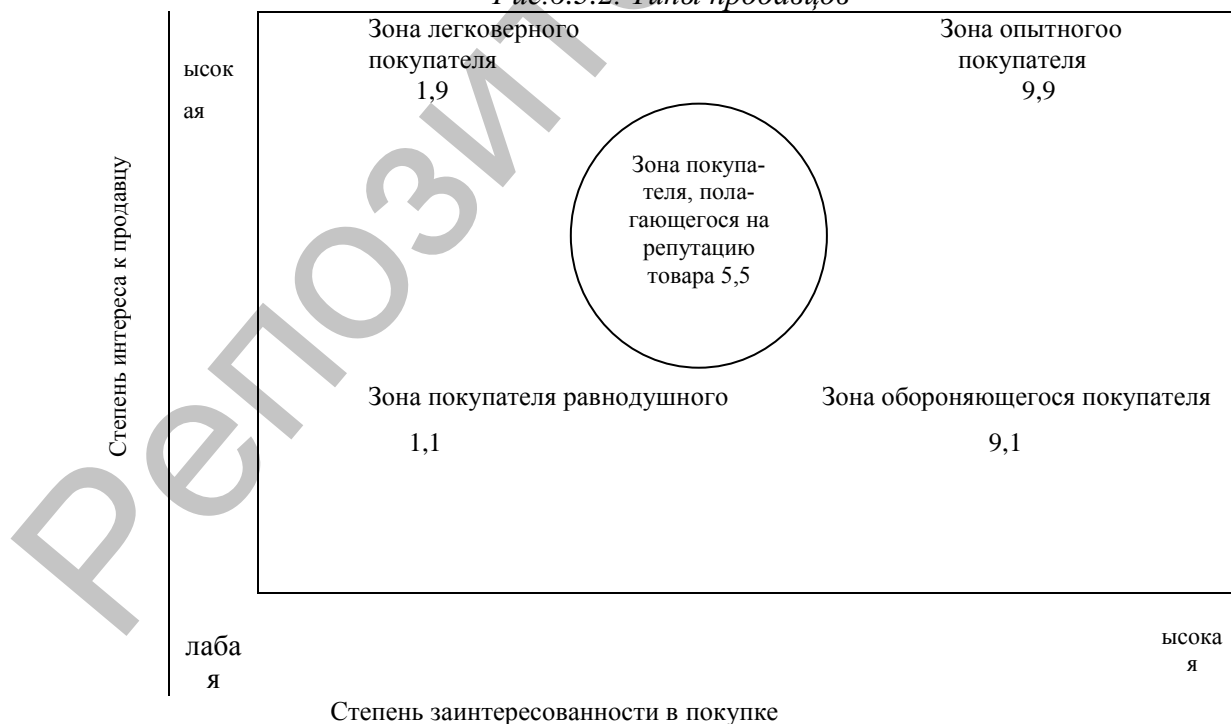 Рис.6.3.2. Типы продавцов
Зона легковерного
покупателя
1,9
Зона опытногоо
покупателя
9,9
ысок
ая
Степень интереса к продавцу
Зона покупа-
теля, пола-
гающегося на
репутацию
товара 5,5
Зона покупателя равнодушного
1,1
Зона обороняющегося покупателя
9,1
лаба
я
ысока
я
Степень заинтересованности в покупке
Репозит